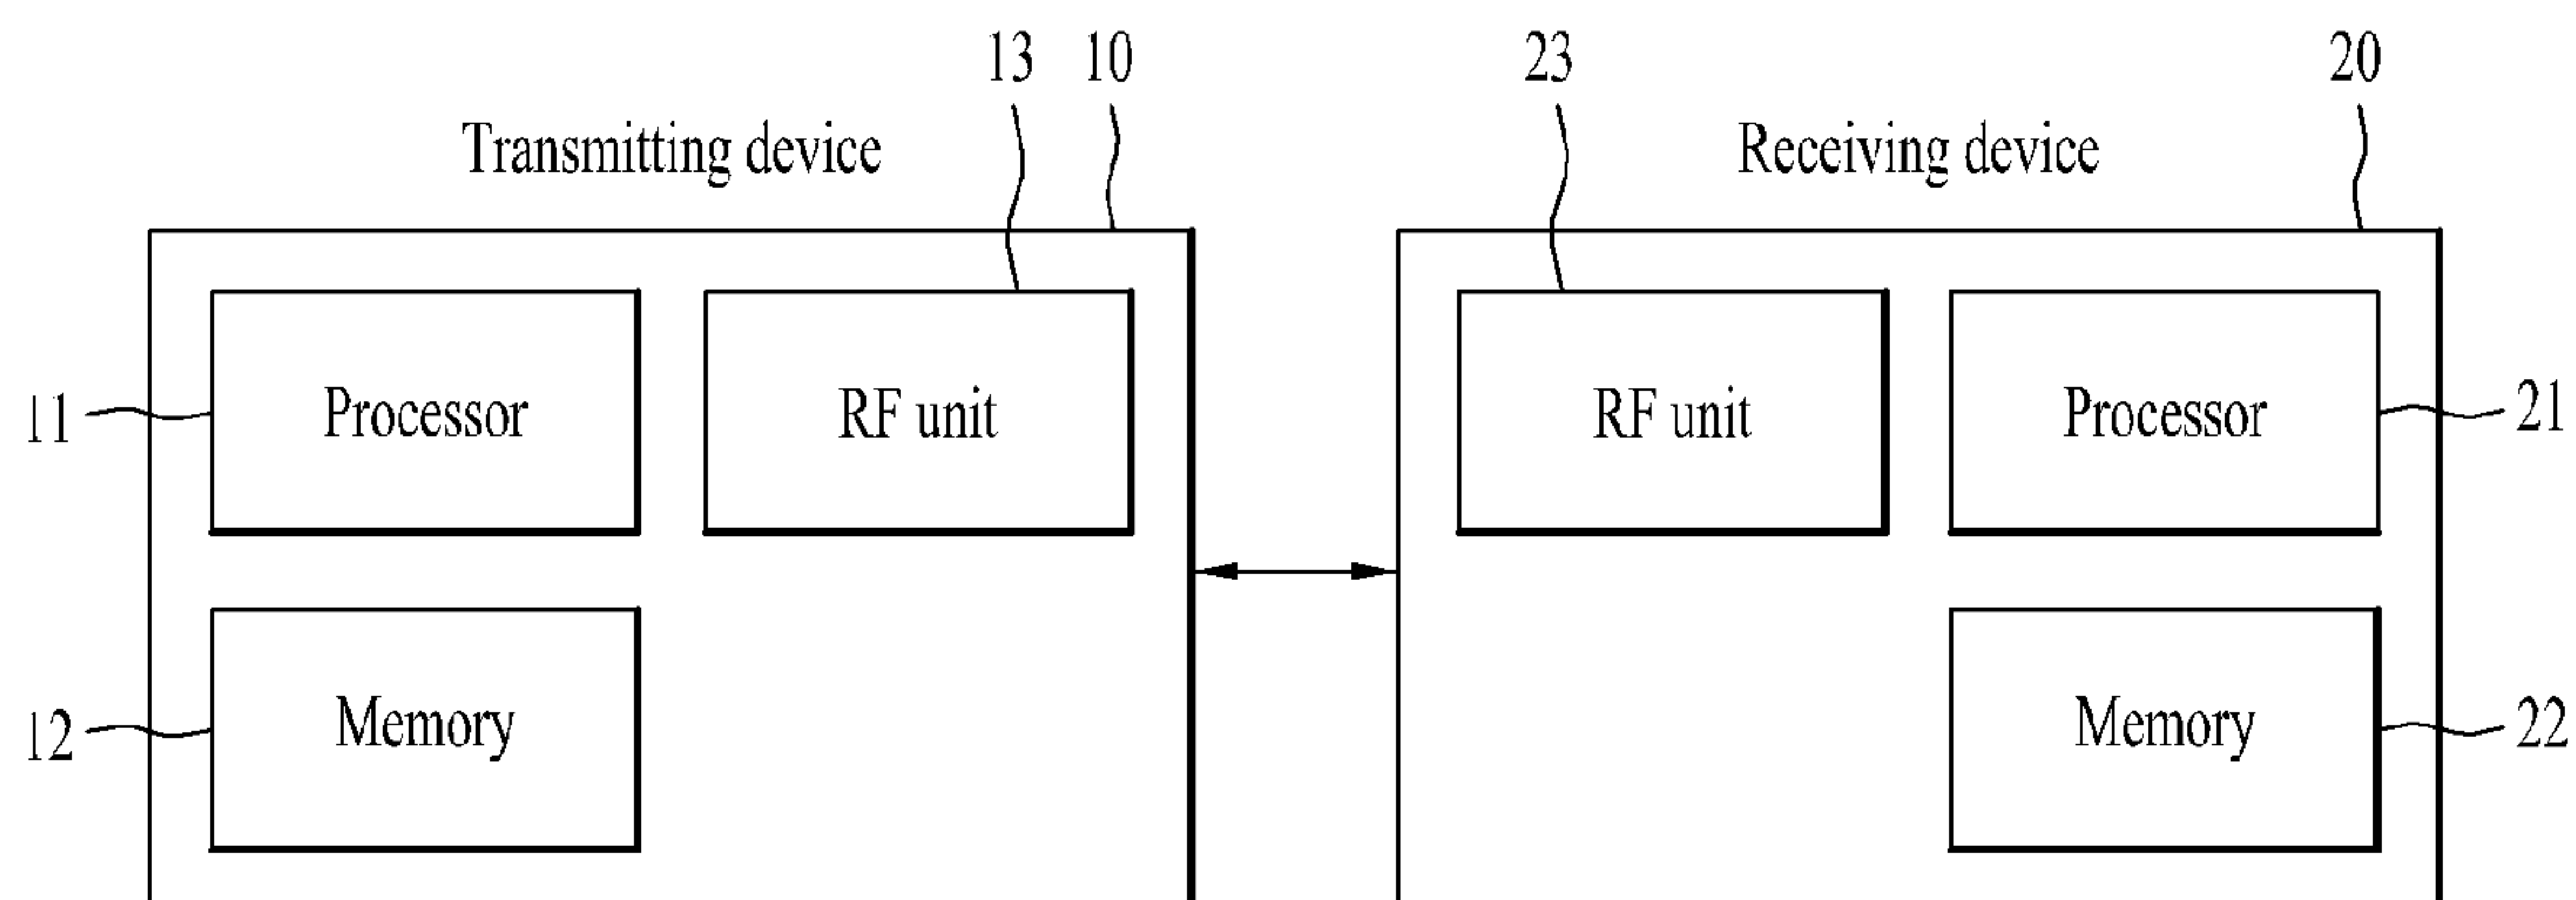 13 10 23 20
Transmitting device Receiving device
11 Processor RF unit RF unit Processor 21
12 Memory Memory 22